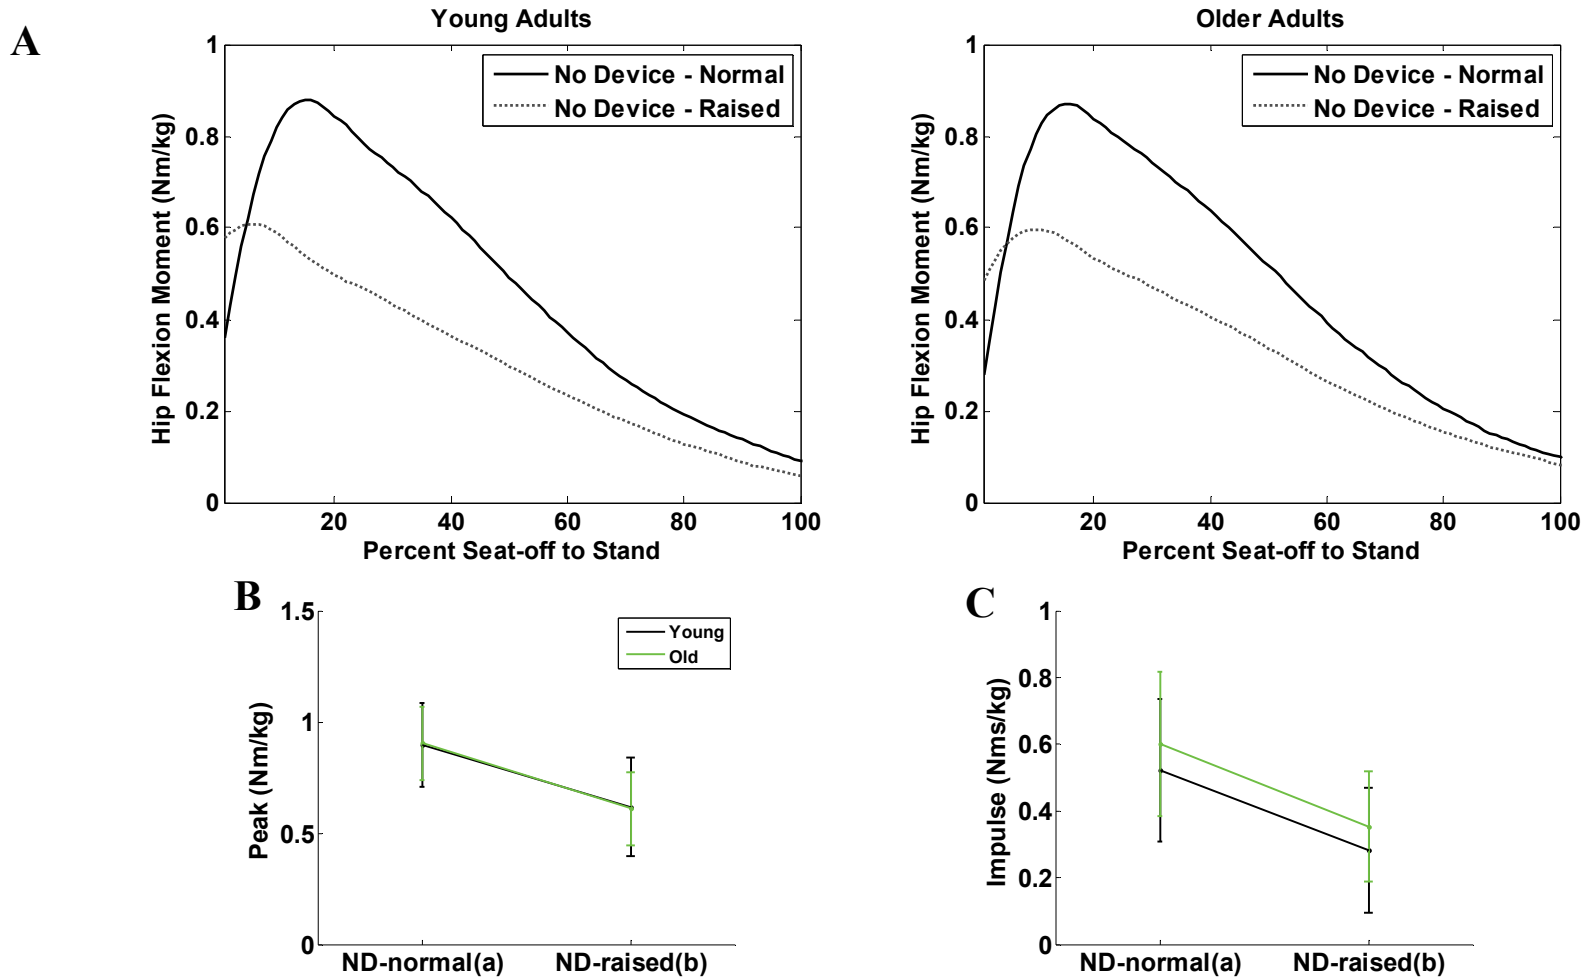 A
Young Adults
Hip Flexion Moment (Nm/kg)
1
0.8
0.6
0.4
0.2
0
No Device - Normal
No Device - Raised
20 40 60 80 100
Percent Seat-off to Stand
Older Adults
Hip Flexion Moment (Nm/kg)
1
0.8
0.6
0.4
0.2
0
No Device - Normal
No Device - Raised
20 40 60 80 100
Percent Seat-off to Stand
B
Peak (Nm/kg)
1.5
1
0.5
0
Young
Old
ND-normal(a) ND-raised(b)
C
Impulse (Nms/kg)
1
0.8
0.6
0.4
0.2
0
ND-normal(a) ND-raised(b)